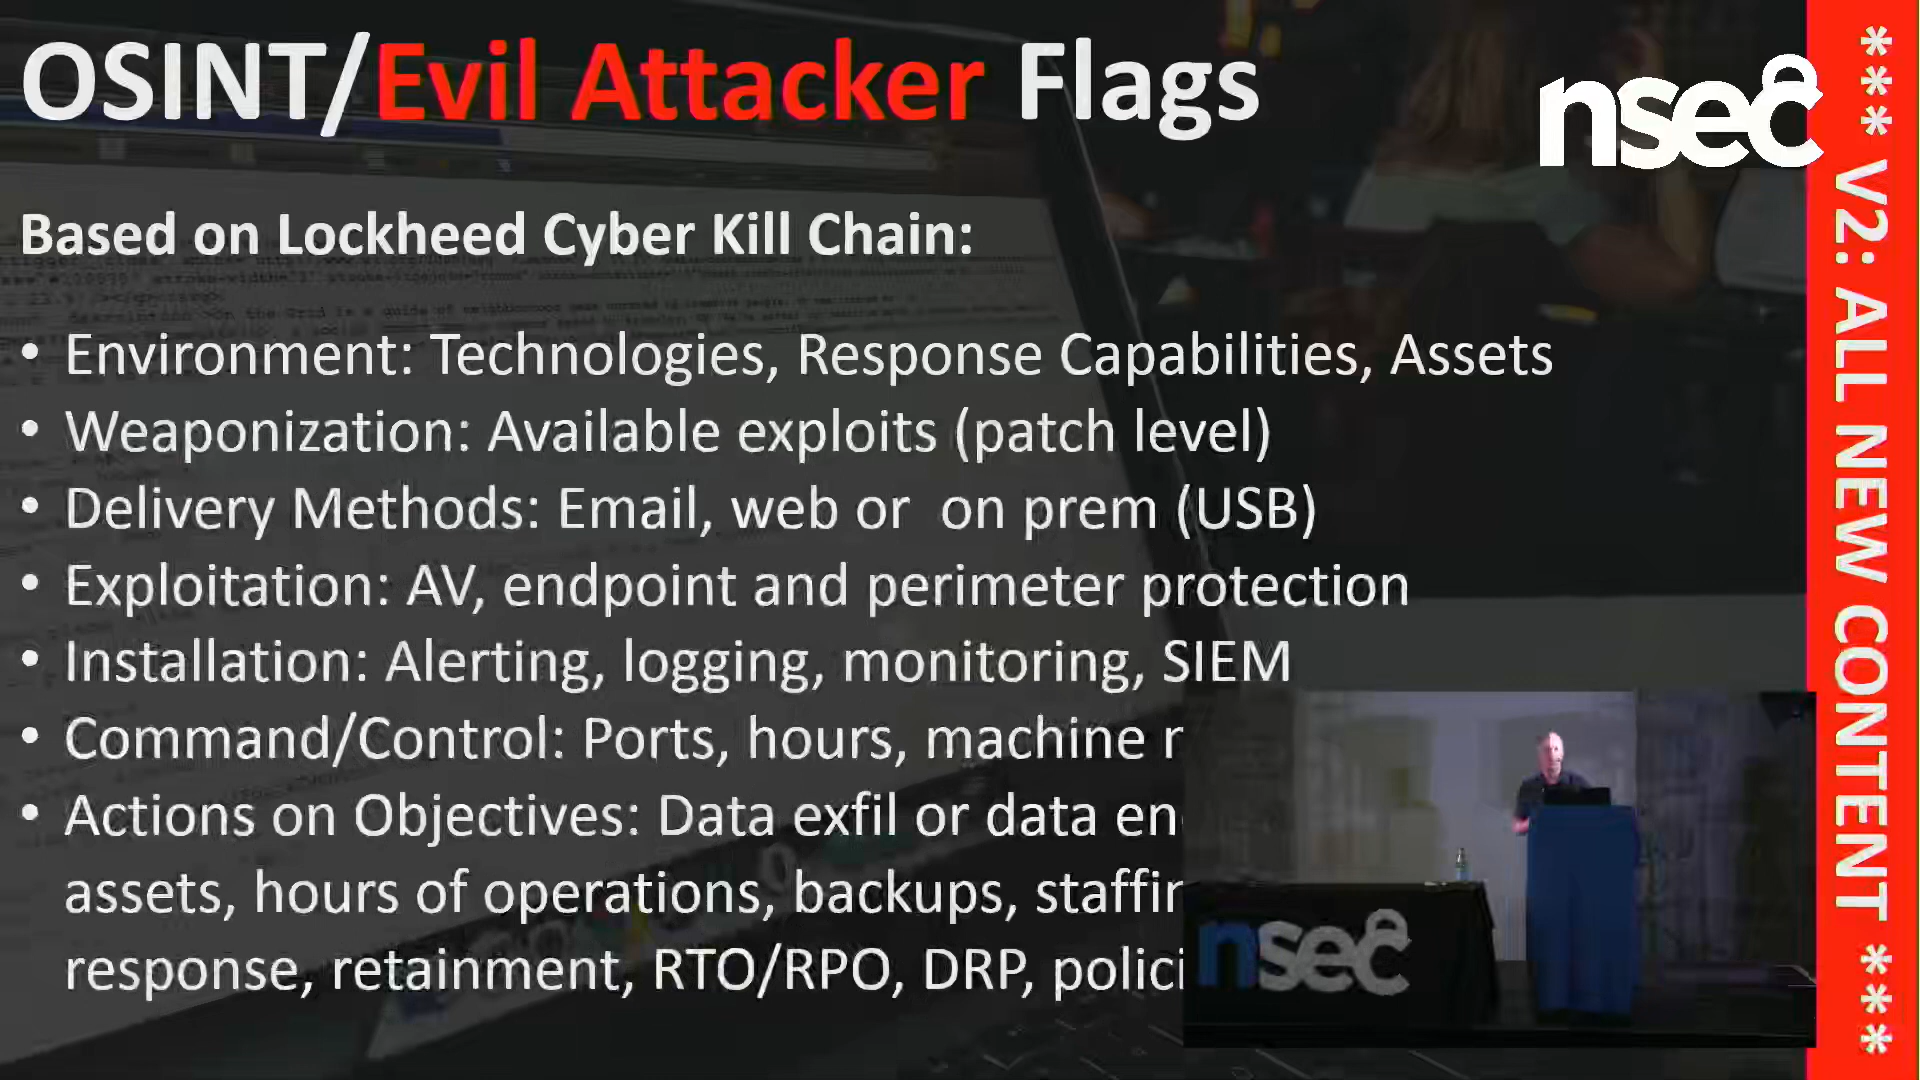 OSINT/Evil Attacker Flags
nsec
Based on Lockheed Cyber Kill Chain:
• Environment: Technologies, Response Capabilities, Assets
• Weaponization: Available exploits (patch level)
• Delivery Methods: Email, web or on prem (USB)
• Exploitation: AV, endpoint and perimeter protection
• Installation: Alerting, logging, monitoring, SIEM
• Command/Control: Ports, hours, machine
• Actions on Objectives: Data exfil or data
assets, hours of operations, backups,
response, retainment, RTO/RPO, DRP,
nsec
*** V2: ALL NEW CONTENT ***